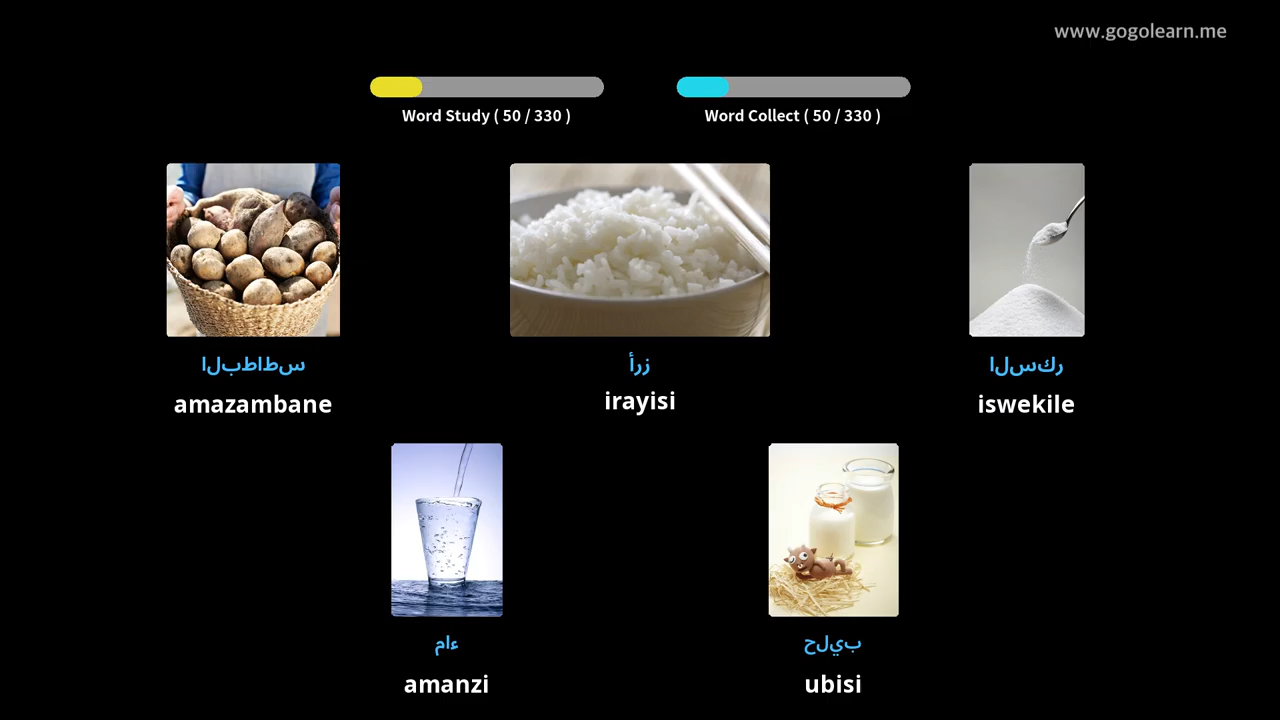 www.gogolearn.me
Word Study ( 50 / 330 )
Word Collect ( 50 / 330 )
البطاطس
amazambane
أرز
irayisi
السكر
iswekile
ماء
amanzi
حليب
ubisi